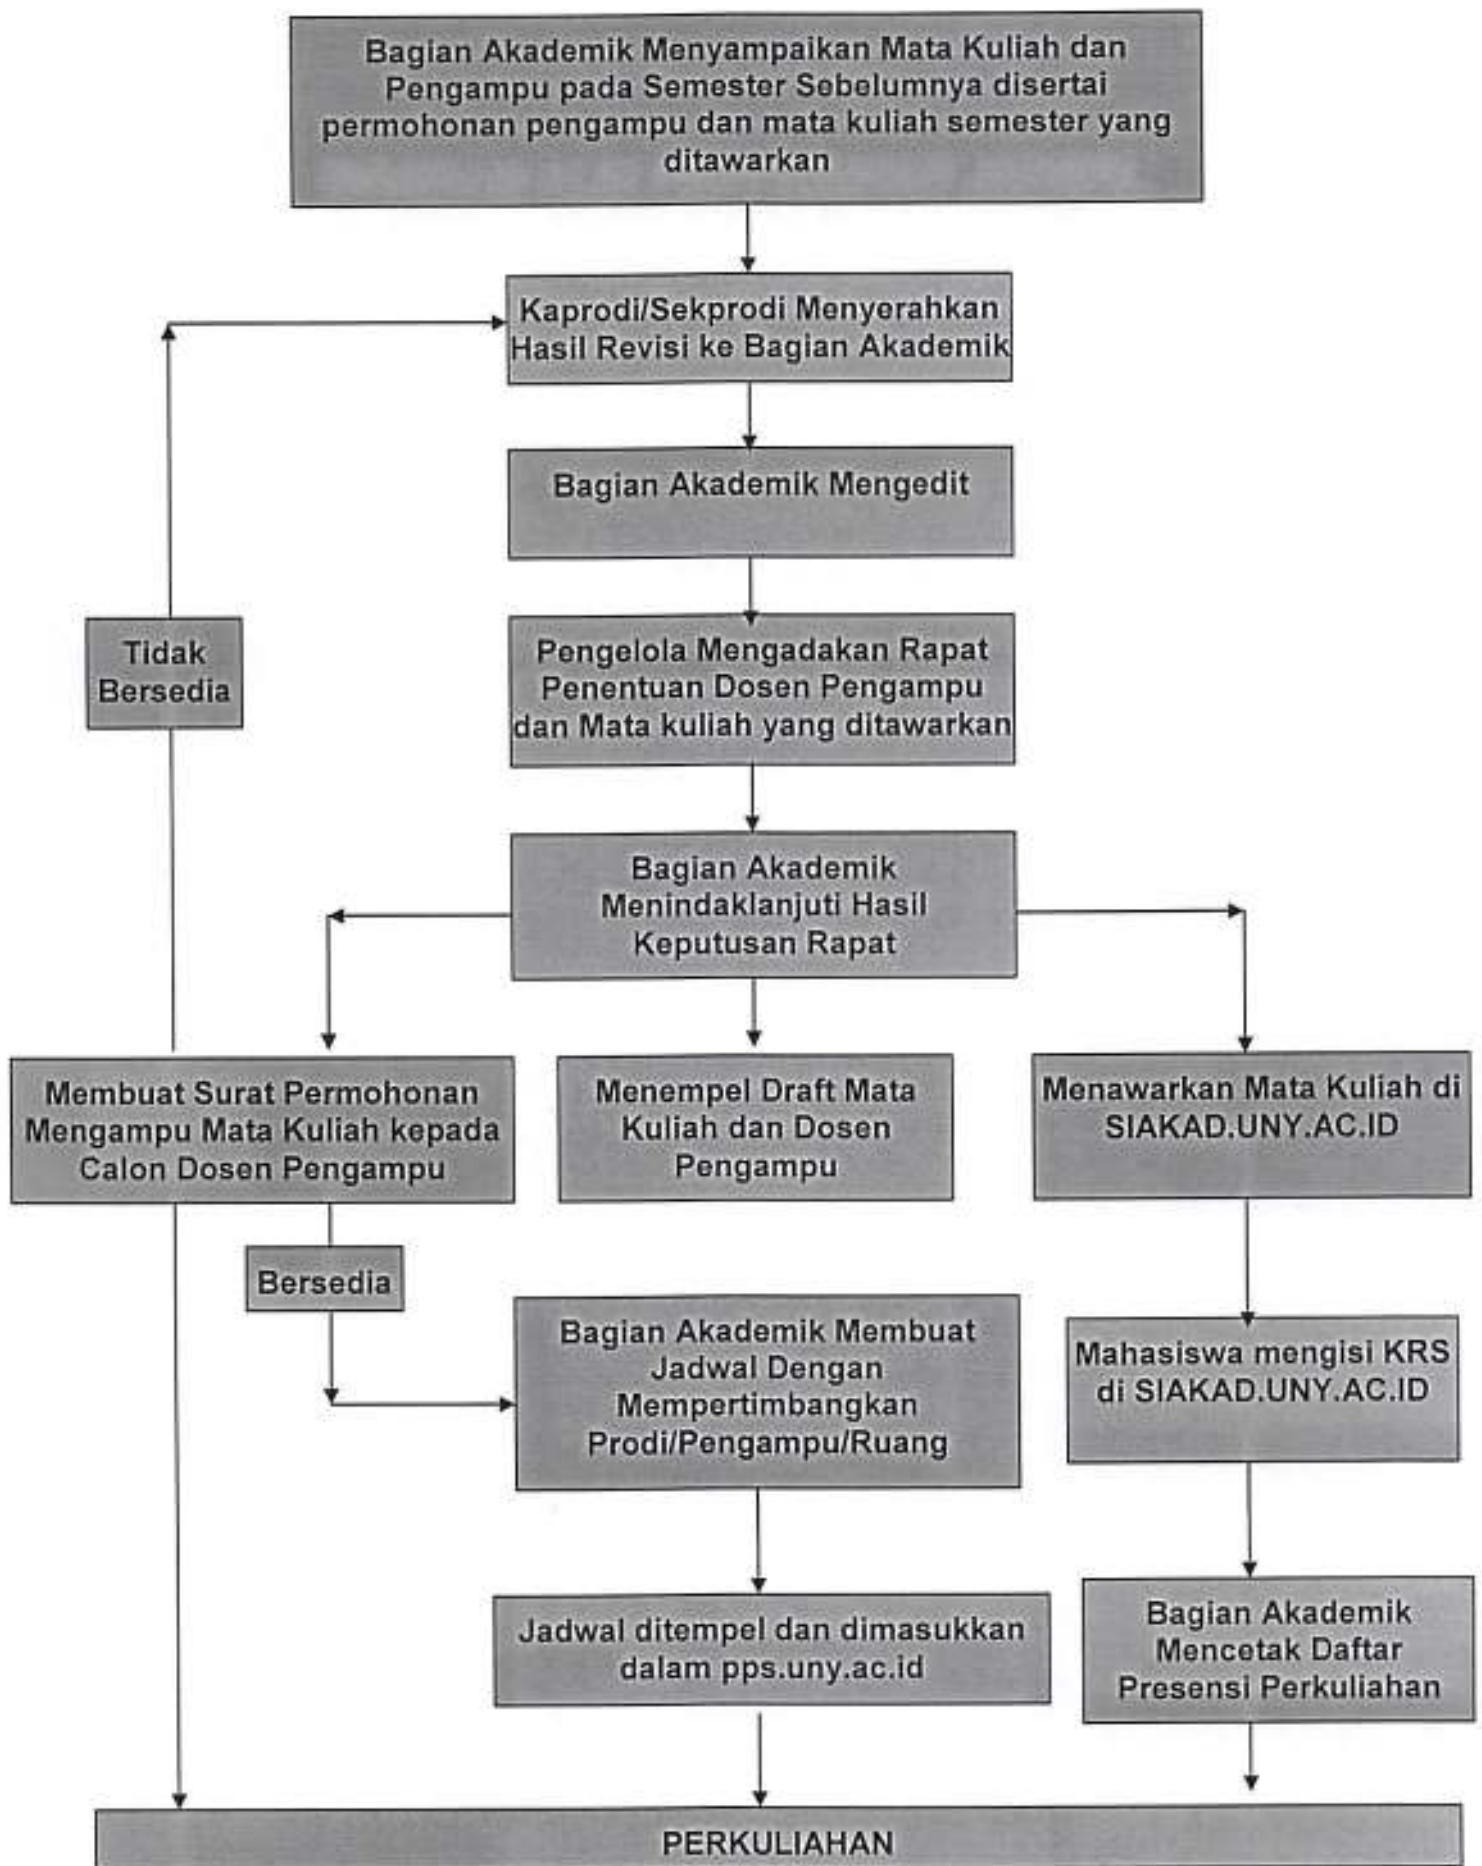 Bagian Akademik Menyampaikan Mata Kuliah dan
Pengampu pada Semester Sebelumnya disertai
permohonan pengampu dan mata kuliah semester yang
ditawarkan
Kaprodi/Sekprodi Menyerahkan
Hasil Revisi ke Bagian Akademik
Bagian Akademik Mengedit
Tidak
Bersedia
Pengelola Mengadakan Rapat
Penentuan Dosen Pengampu
dan Mata kuliah yang ditawarkan
Bagian Akademik
Menindaklanjuti Hasil
Keputusan Rapat
Membuat Surat Permohonan
Mengampu Mata Kuliah kepada
Calon Dosen Pengampu
Menempel Draft Mata
Kuliah dan Dosen
Pengampu
Menawarkan Mata Kuliah di
SIAKAD.UNY.AC.ID
Bersedia
Bagian Akademik Membuat
Jadwal Dengan
Mempertimbangkan
Prodi/Pengampu/Ruang
Mahasiswa mengisi KRS
di SIAKAD.UNY.AC.ID
Jadwal ditempel dan dimasukkan
dalam pps.uny.ac.id
Bagian Akademik
Mencetak Daftar
Presensi Perkuliahan
PERKULIAHAN